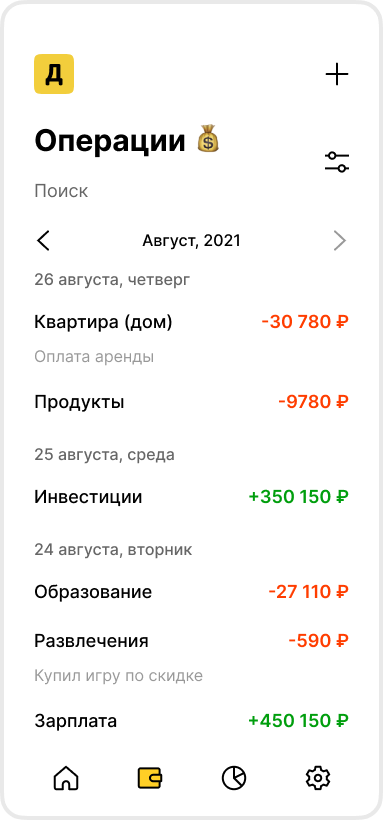 Д
Операции
Поиск
Август, 2021
26 августа, четверг
Квартира (дом) -30 780 ₽
Оплата аренды
Продукты -9780 ₽
25 августа, среда
Инвестиции +350 150 ₽
24 августа, вторник
Образование -27 110 ₽
Развлечения -590 ₽
Купил игру по скидке
Зарплата +450 150 ₽